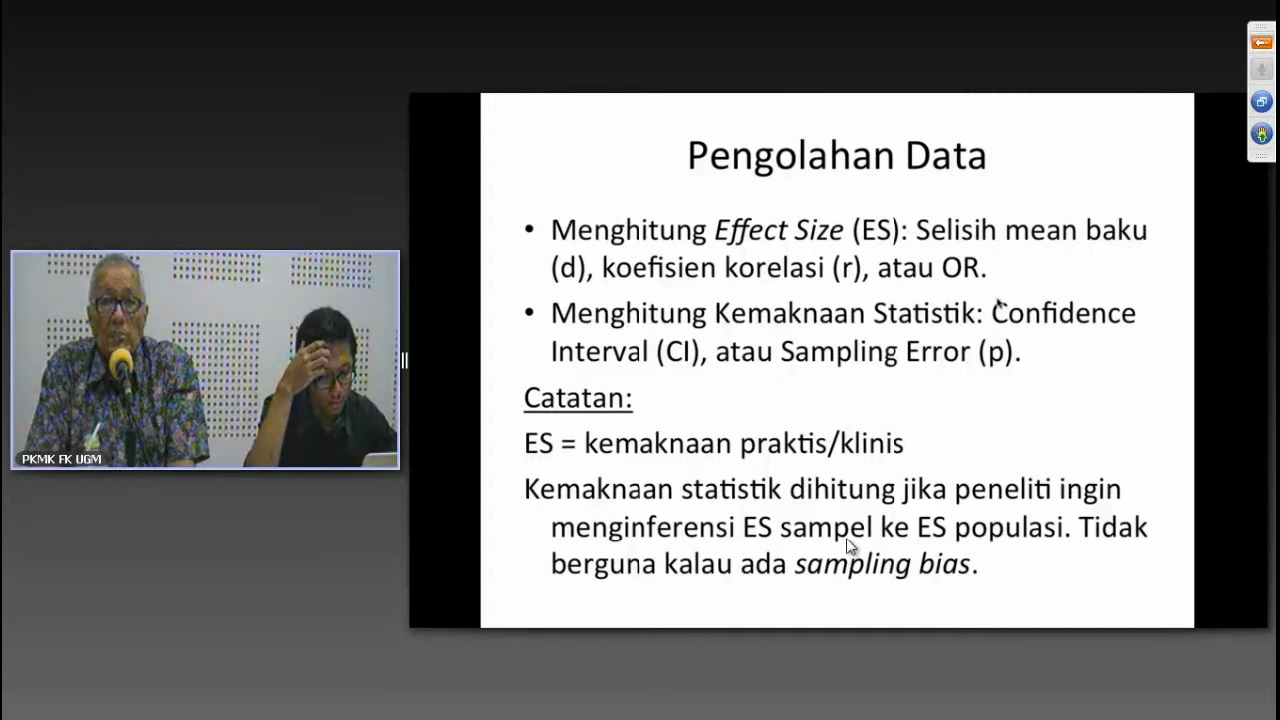 Pengolahan Data
• Menghitung Effect Size (ES): Selisih mean baku
(d), koefisien korelasi (r), atau OR.
• Menghitung Kemaknaan Statistik: Confidence
Interval (CI), atau Sampling Error (p).
Catatan:
ES = kemaknaan praktis/klinis
Kemaknaan statistik dihitung jika peneliti ingin
menginferensi ES sampel ke ES populasi. Tidak
berguna kalau ada sampling bias.
PKMK FK UGM